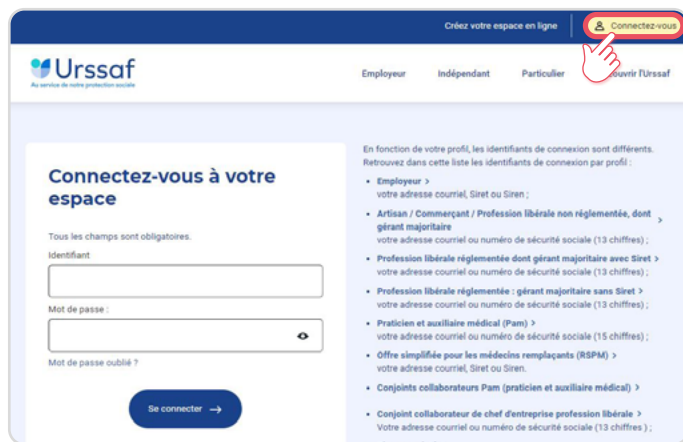 Créez votre espace en ligne
Connectez-vous
Urssaf
Au service de notre protection sociale
Employeur
Indépendant
Particulier
ouvrir l'Urssaf
Connectez-vous à votre
espace
Tous les champs sont obligatoires.
Identifiant
Mot de passe :
Mot de passe oublié ?
Se connecter →
En fonction de votre profil, les identifiants de connexion sont différents.
Retrouvez dans cette liste les identifiants de connexion par profil :
• Employeur >
votre adresse courriel, Siret ou Siren ;
• Artisan / Commerçant / Profession libérale non réglementée, dont >
gérant majoritaire
votre adresse courriel ou numéro de sécurité sociale (13 chiffres) ;
• Profession libérale réglementée dont gérant majoritaire avec Siret >
votre adresse courriel ou numéro de sécurité sociale (13 chiffres) ;
• Profession libérale réglementée : gérant majoritaire sans Siret >
votre adresse courriel ou numéro de sécurité sociale (13 chiffres) ;
• Praticien et auxiliaire médical (Pam) >
votre adresse courriel ou numéro de sécurité sociale (15 chiffres) ;
• Offre simplifiée pour les médecins remplaçants (RSPM) >
votre adresse courriel, Siret ou Siren.
• Conjoints collaborateurs Pam (praticien et auxiliaire médical) >
• Conjoint collaborateur de chef d'entreprise profession libérale >
Votre adresse courriel ou numéro de sécurité sociale (13 chiffres ) ;